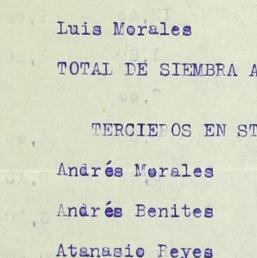 Luis Morales
TOTAL DE SIEMBRA A
TERCIEROS EN ST
Andrés Morales
Andrés Benites
Atanasio Reyes